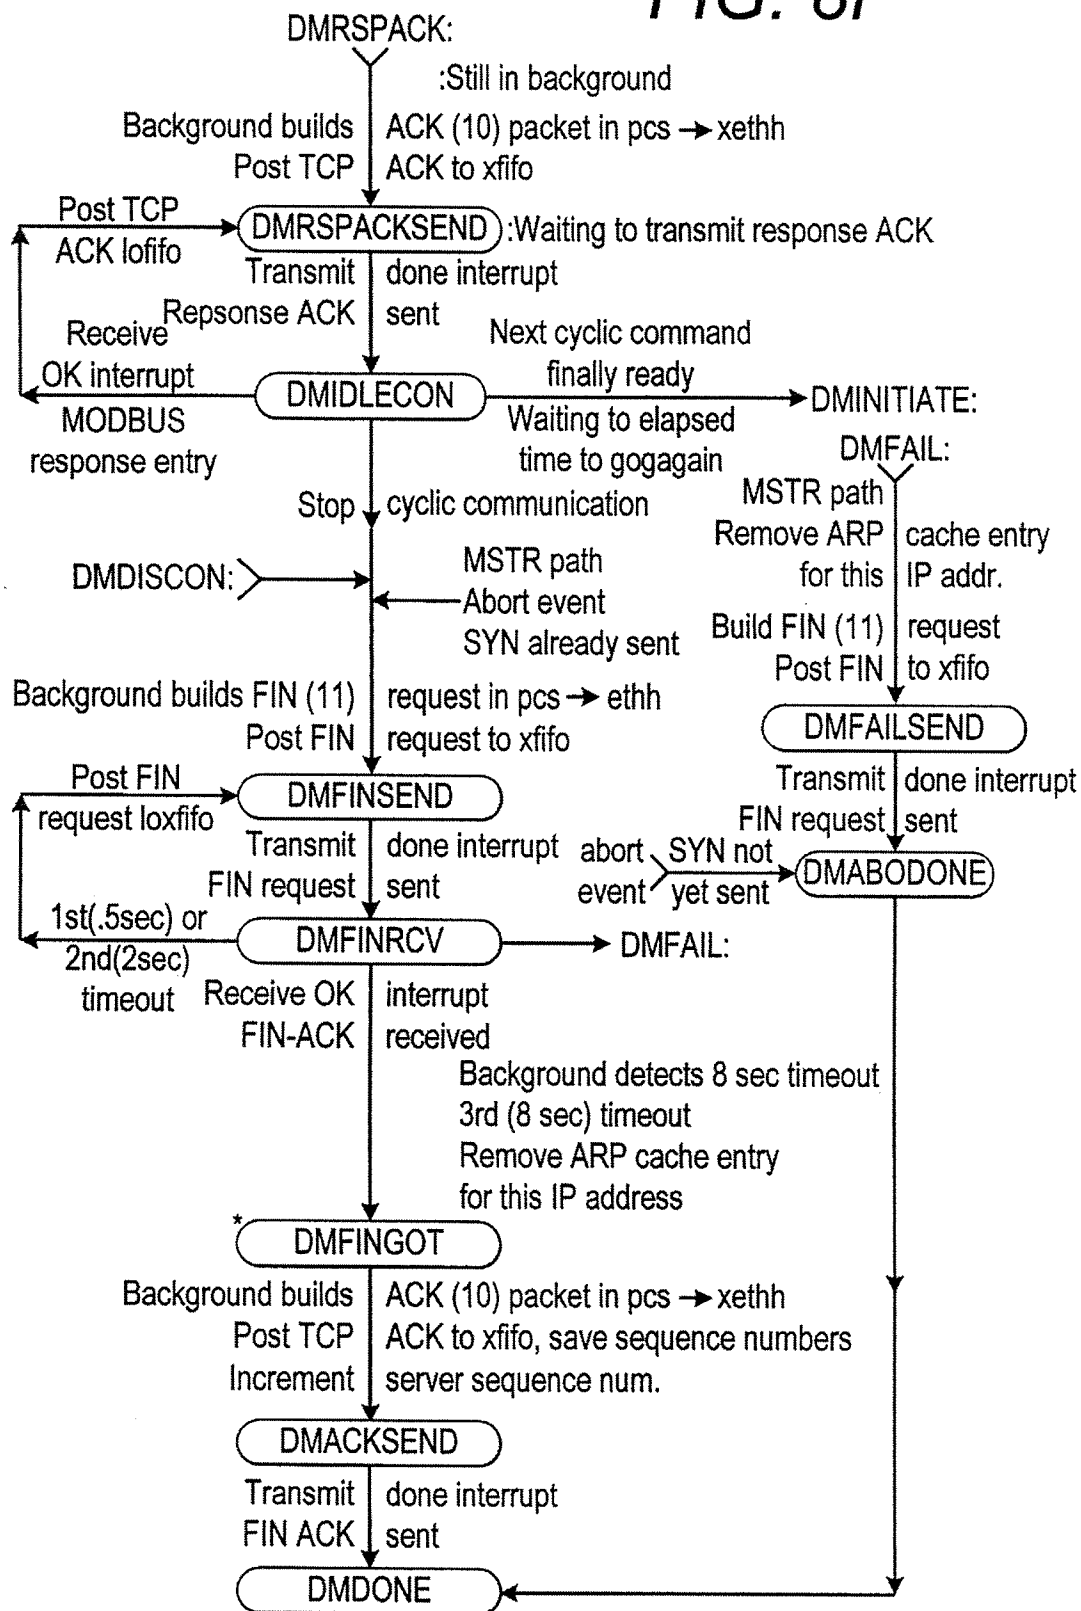 FIG. 6F
DMRSPACK:
:Still in background
Background builds ACK (10) packet in pcs → xethh
Post TCP ACK to xfifo
Post TCP
ACK lofifo
DMRSPACKSEND :Waiting to transmit response ACK
Transmit done interrupt
Repsonse ACK sent
Receive
OK interrupt
MODBUS
response entry
DMIDLECON
Next cyclic command
finally ready
Waiting to elapsed
time to gogagain
DMINITIATE:
DMFAIL:
MSTR path
Remove ARP cache entry
for this IP addr.
Build FIN (11) request
Post FIN to xfifo
DMFAILSEND
Transmit done interrupt
FIN request sent
abort
event
SYN not
yet sent
DMABODONE
Stop cyclic communication
DMDISCON:
MSTR path
Abort event
SYN already sent
Background builds FIN (11) request in pcs → ethh
Post FIN request to xfifo
Post FIN
request loxfifo
DMFINSEND
Transmit done interrupt
FIN request sent
1st(.5sec) or
2nd(2sec)
timeout
DMFINRCV
DMFAIL:
Receive OK interrupt
FIN-ACK received
Background detects 8 sec timeout
3rd (8 sec) timeout
Remove ARP cache entry
for this IP address
* DMFINGOT
Background builds ACK (10) packet in pcs → xethh
Post TCP ACK to xfifo, save sequence numbers
Increment server sequence num.
DMACKSEND
Transmit done interrupt
FIN ACK sent
DMDONE